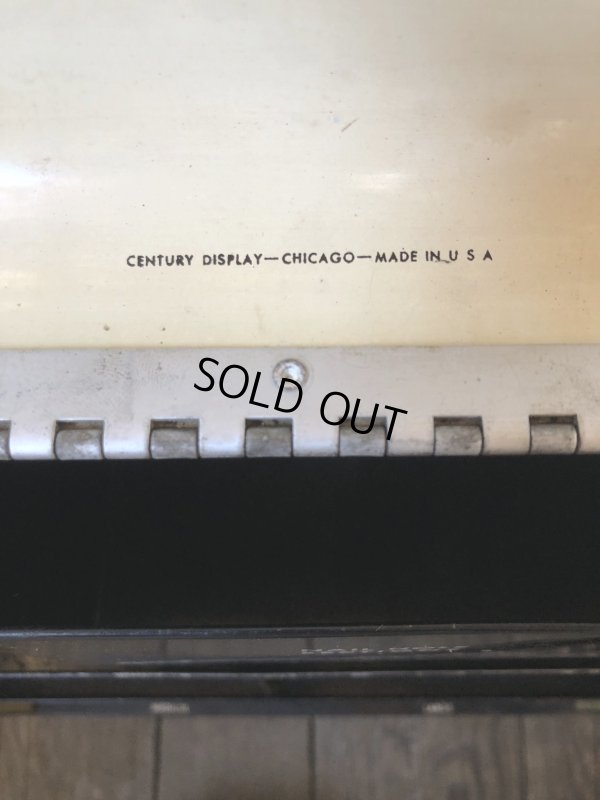 CENTURY DISPLAY—CHICAGO—MADE IN U S A
SOLD OUT